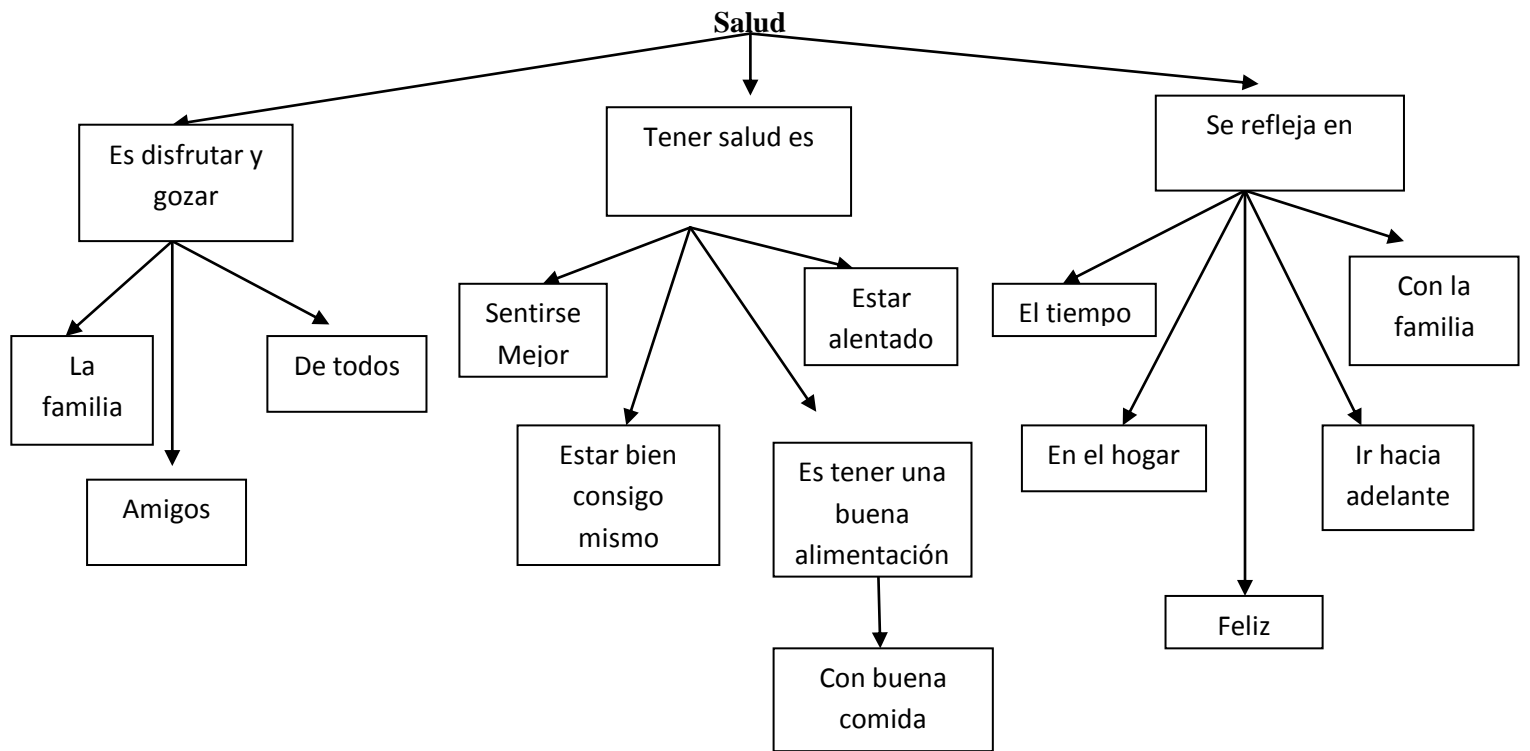 Salud
Es disfrutar y
gozar
Tener salud es
Se refleja en
La
familia
Amigos
De todos
Sentirse
Mejor
Estar bien
consigo
mismo
Es tener una
buena
alimentación
Con buena
comida
Estar
alentado
El tiempo
En el hogar
Feliz
Ir hacia
adelante
Con la
familia